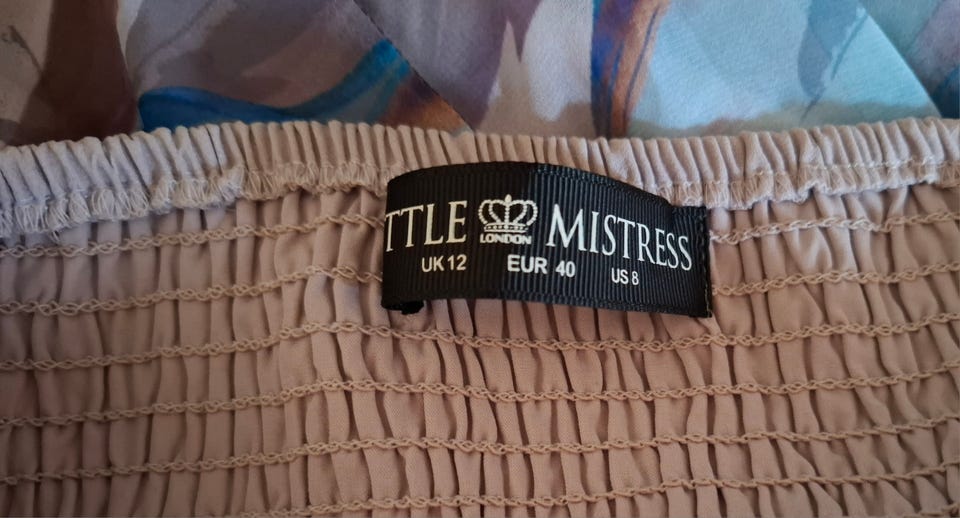 TTLE MISTRESS
LONDON
UK 12 EUR 40 US 8